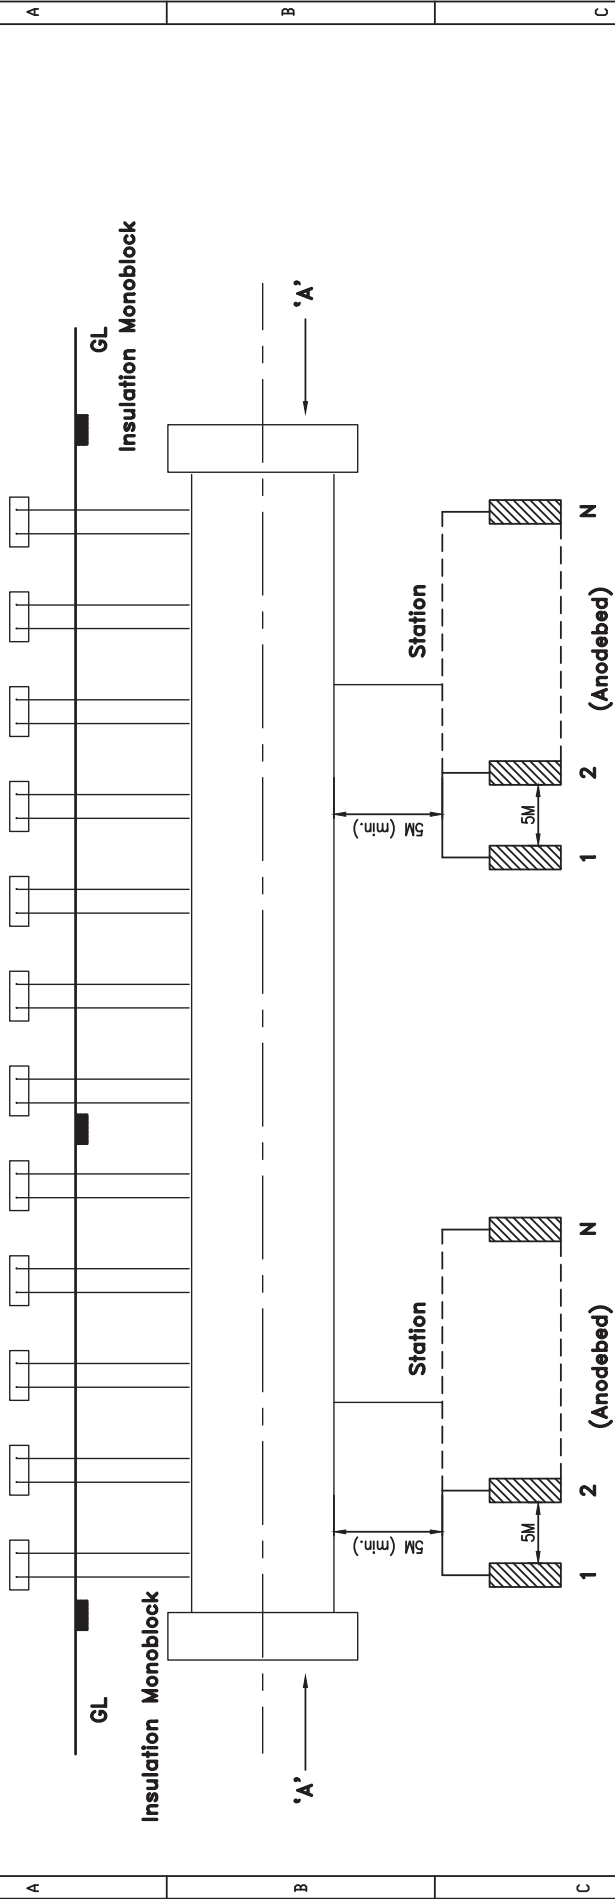 A
B
C
GL
Insulation Monoblock
GL
Insulation Monoblock
'A'
'A'
Station
Station
5M (min.)
5M (min.)
5M
5M
1
2
N
1
2
N
(Anodebed)
(Anodebed)
A
B
C